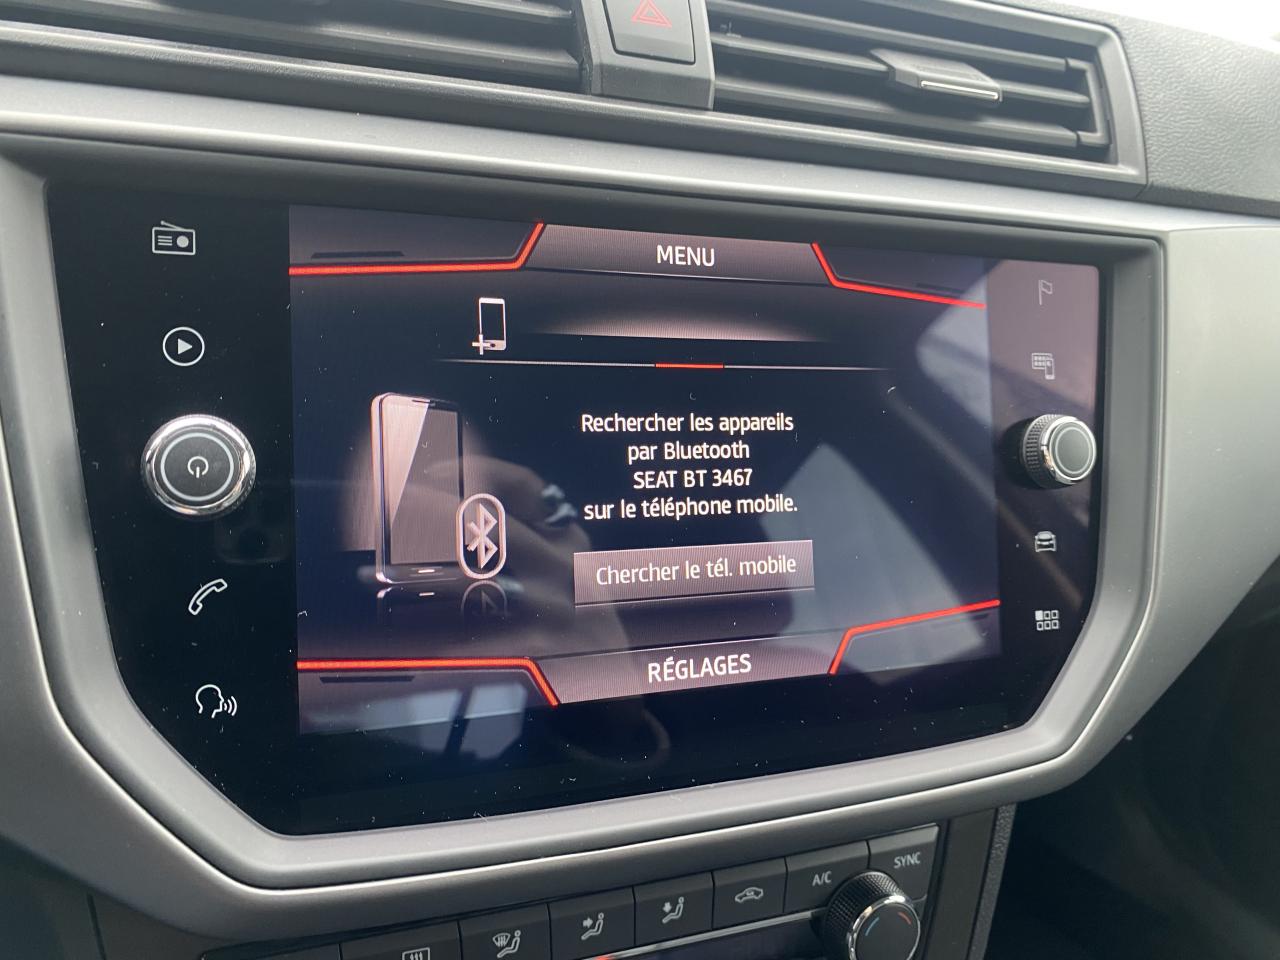 MENU
Rechercher les appareils
par Bluetooth
SEAT BT 3467
sur le téléphone mobile.
Chercher le tél. mobile
RÉGLAGES
A/C
SYNC